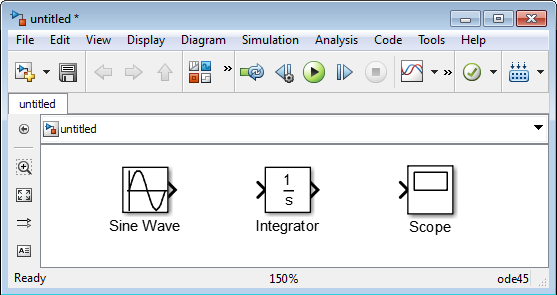 untitled *
File Edit View Display Diagram Simulation Analysis Code Tools Help
» »
untitled
untitled
1
s
Sine Wave Integrator Scope
Ready 150% ode45